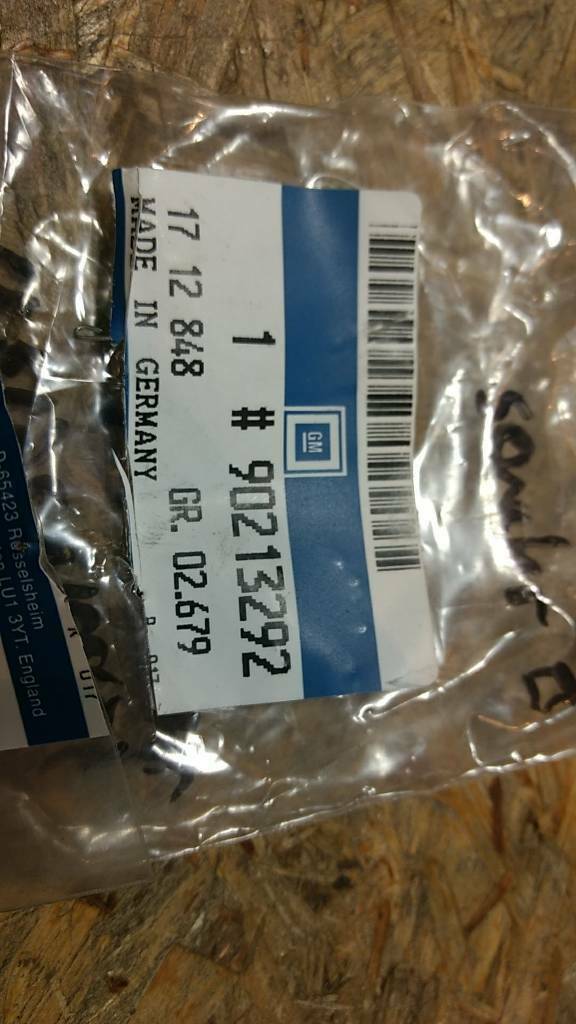 GM
1 # 90213292
17 12 848 GR. 02.679
MADE IN GERMANY
D-65423 Rüsselsheim
LU1 3YT. England